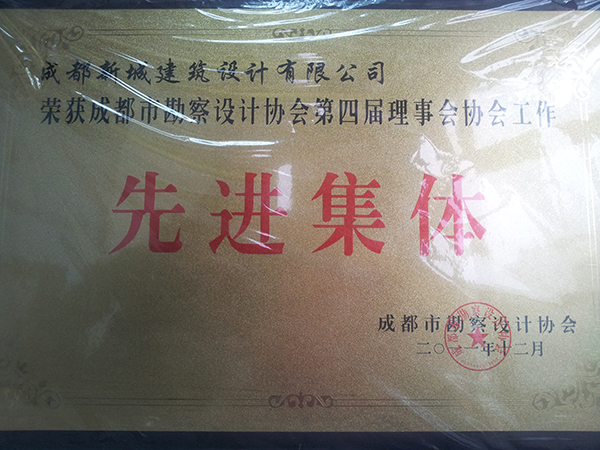 成都新城建筑设计有限公司
荣获成都市勘察设计协会第四届理事会协会工作
先进集体
成都市勘察设计协会
二〇一一年十二月